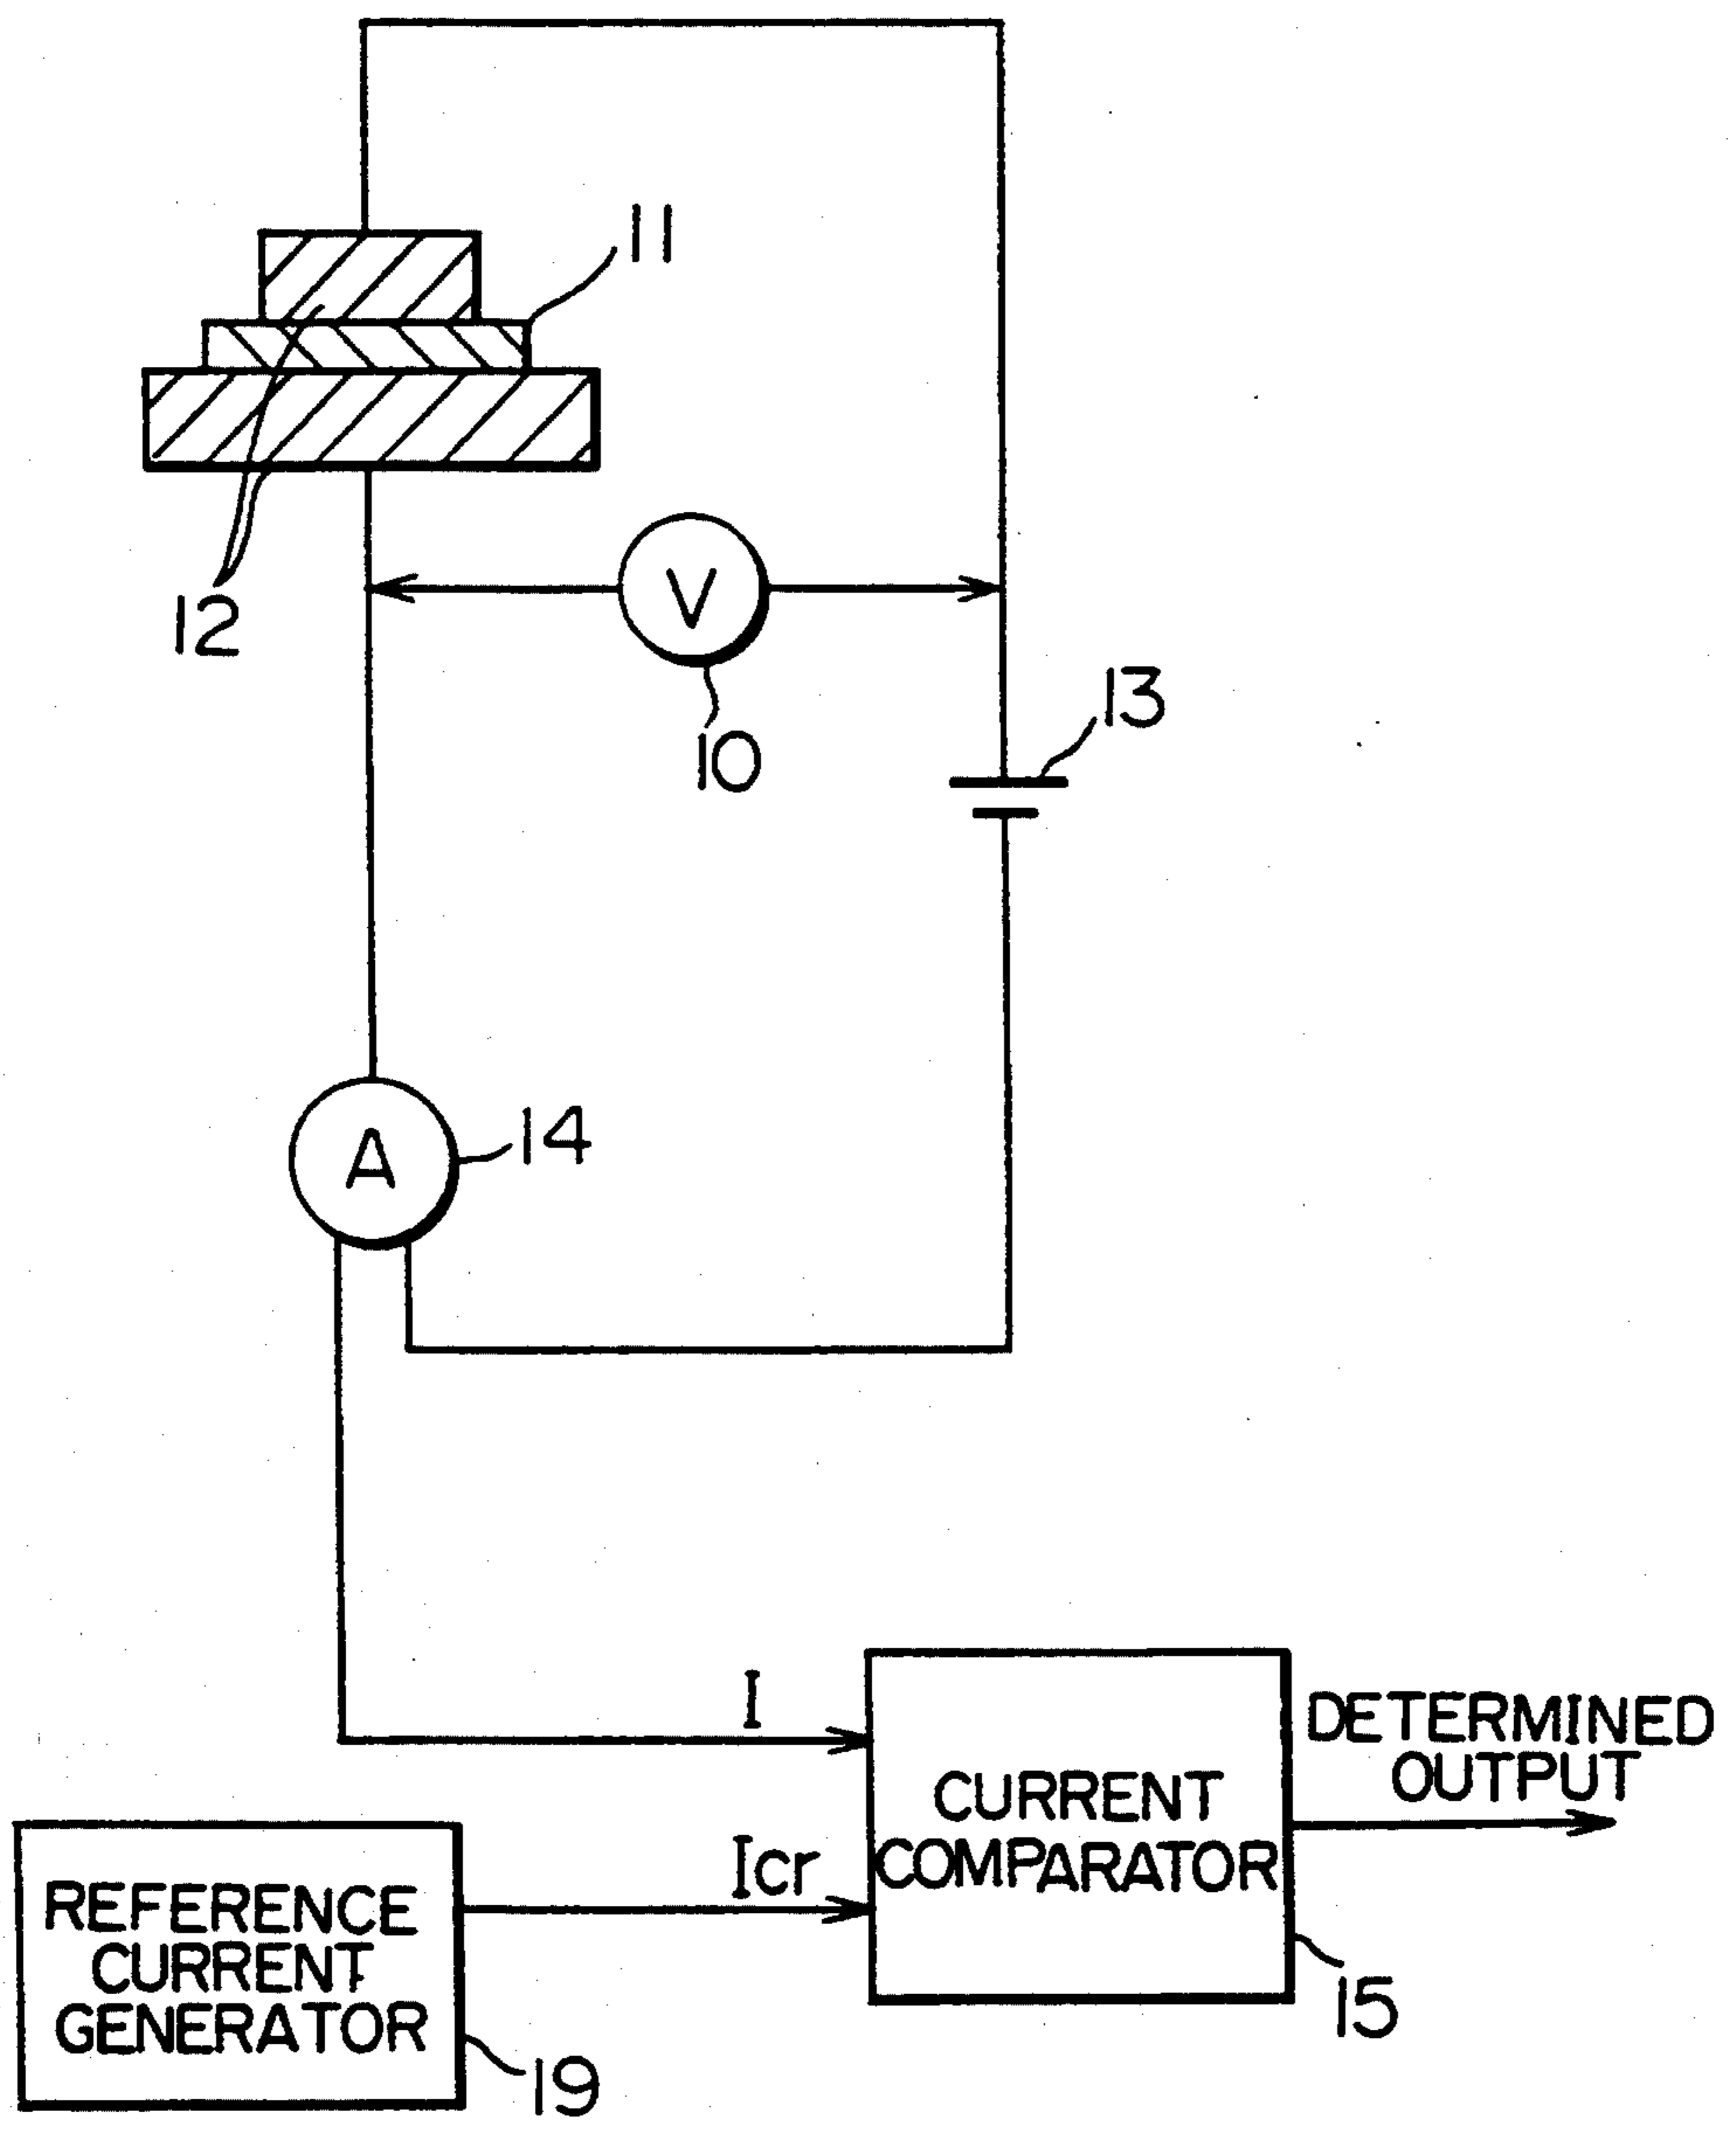 11
12
V
10
13
A
14
I
DETERMINED
OUTPUT
CURRENT
COMPARATOR
Icr
REFERENCE
CURRENT
GENERATOR
15
19